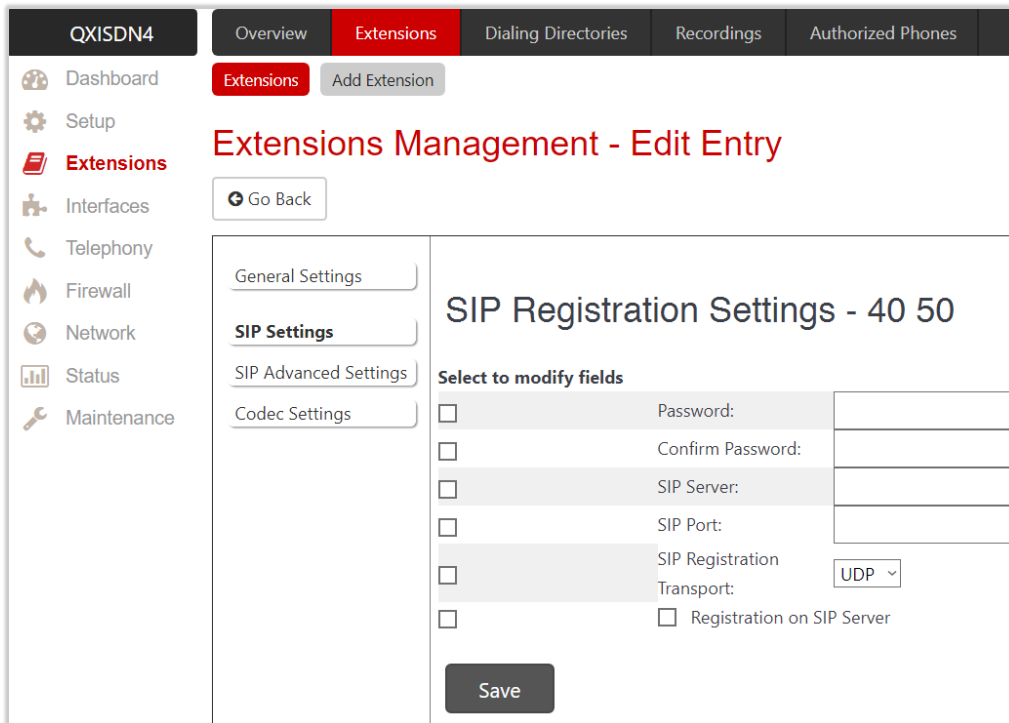 QXISDN4
Overview
Extensions
Dialing Directories
Recordings
Authorized Phones
Dashboard
Setup
Extensions
Interfaces
Telephony
Firewall
Network
Status
Maintenance
Extensions
Add Extension
Extensions Management - Edit Entry
Go Back
General Settings
SIP Settings
SIP Advanced Settings
Codec Settings
SIP Registration Settings - 40 50
Select to modify fields
Password:
Confirm Password:
SIP Server:
SIP Port:
SIP Registration
Transport:
UDP
Registration on SIP Server
Save